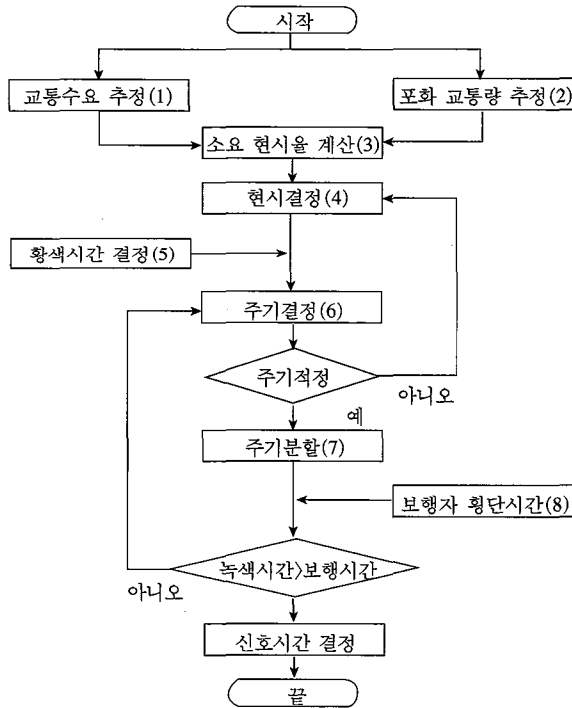 시작
교통수요 추정(1)
포화 교통량 추정(2)
소요 현시율 계산(3)
현시결정(4)
황색시간 결정(5)
주기결정(6)
주기적정
아니오
예
주기분할(7)
보행자 횡단시간(8)
녹색시간>보행시간
아니오
신호시간 결정
끝